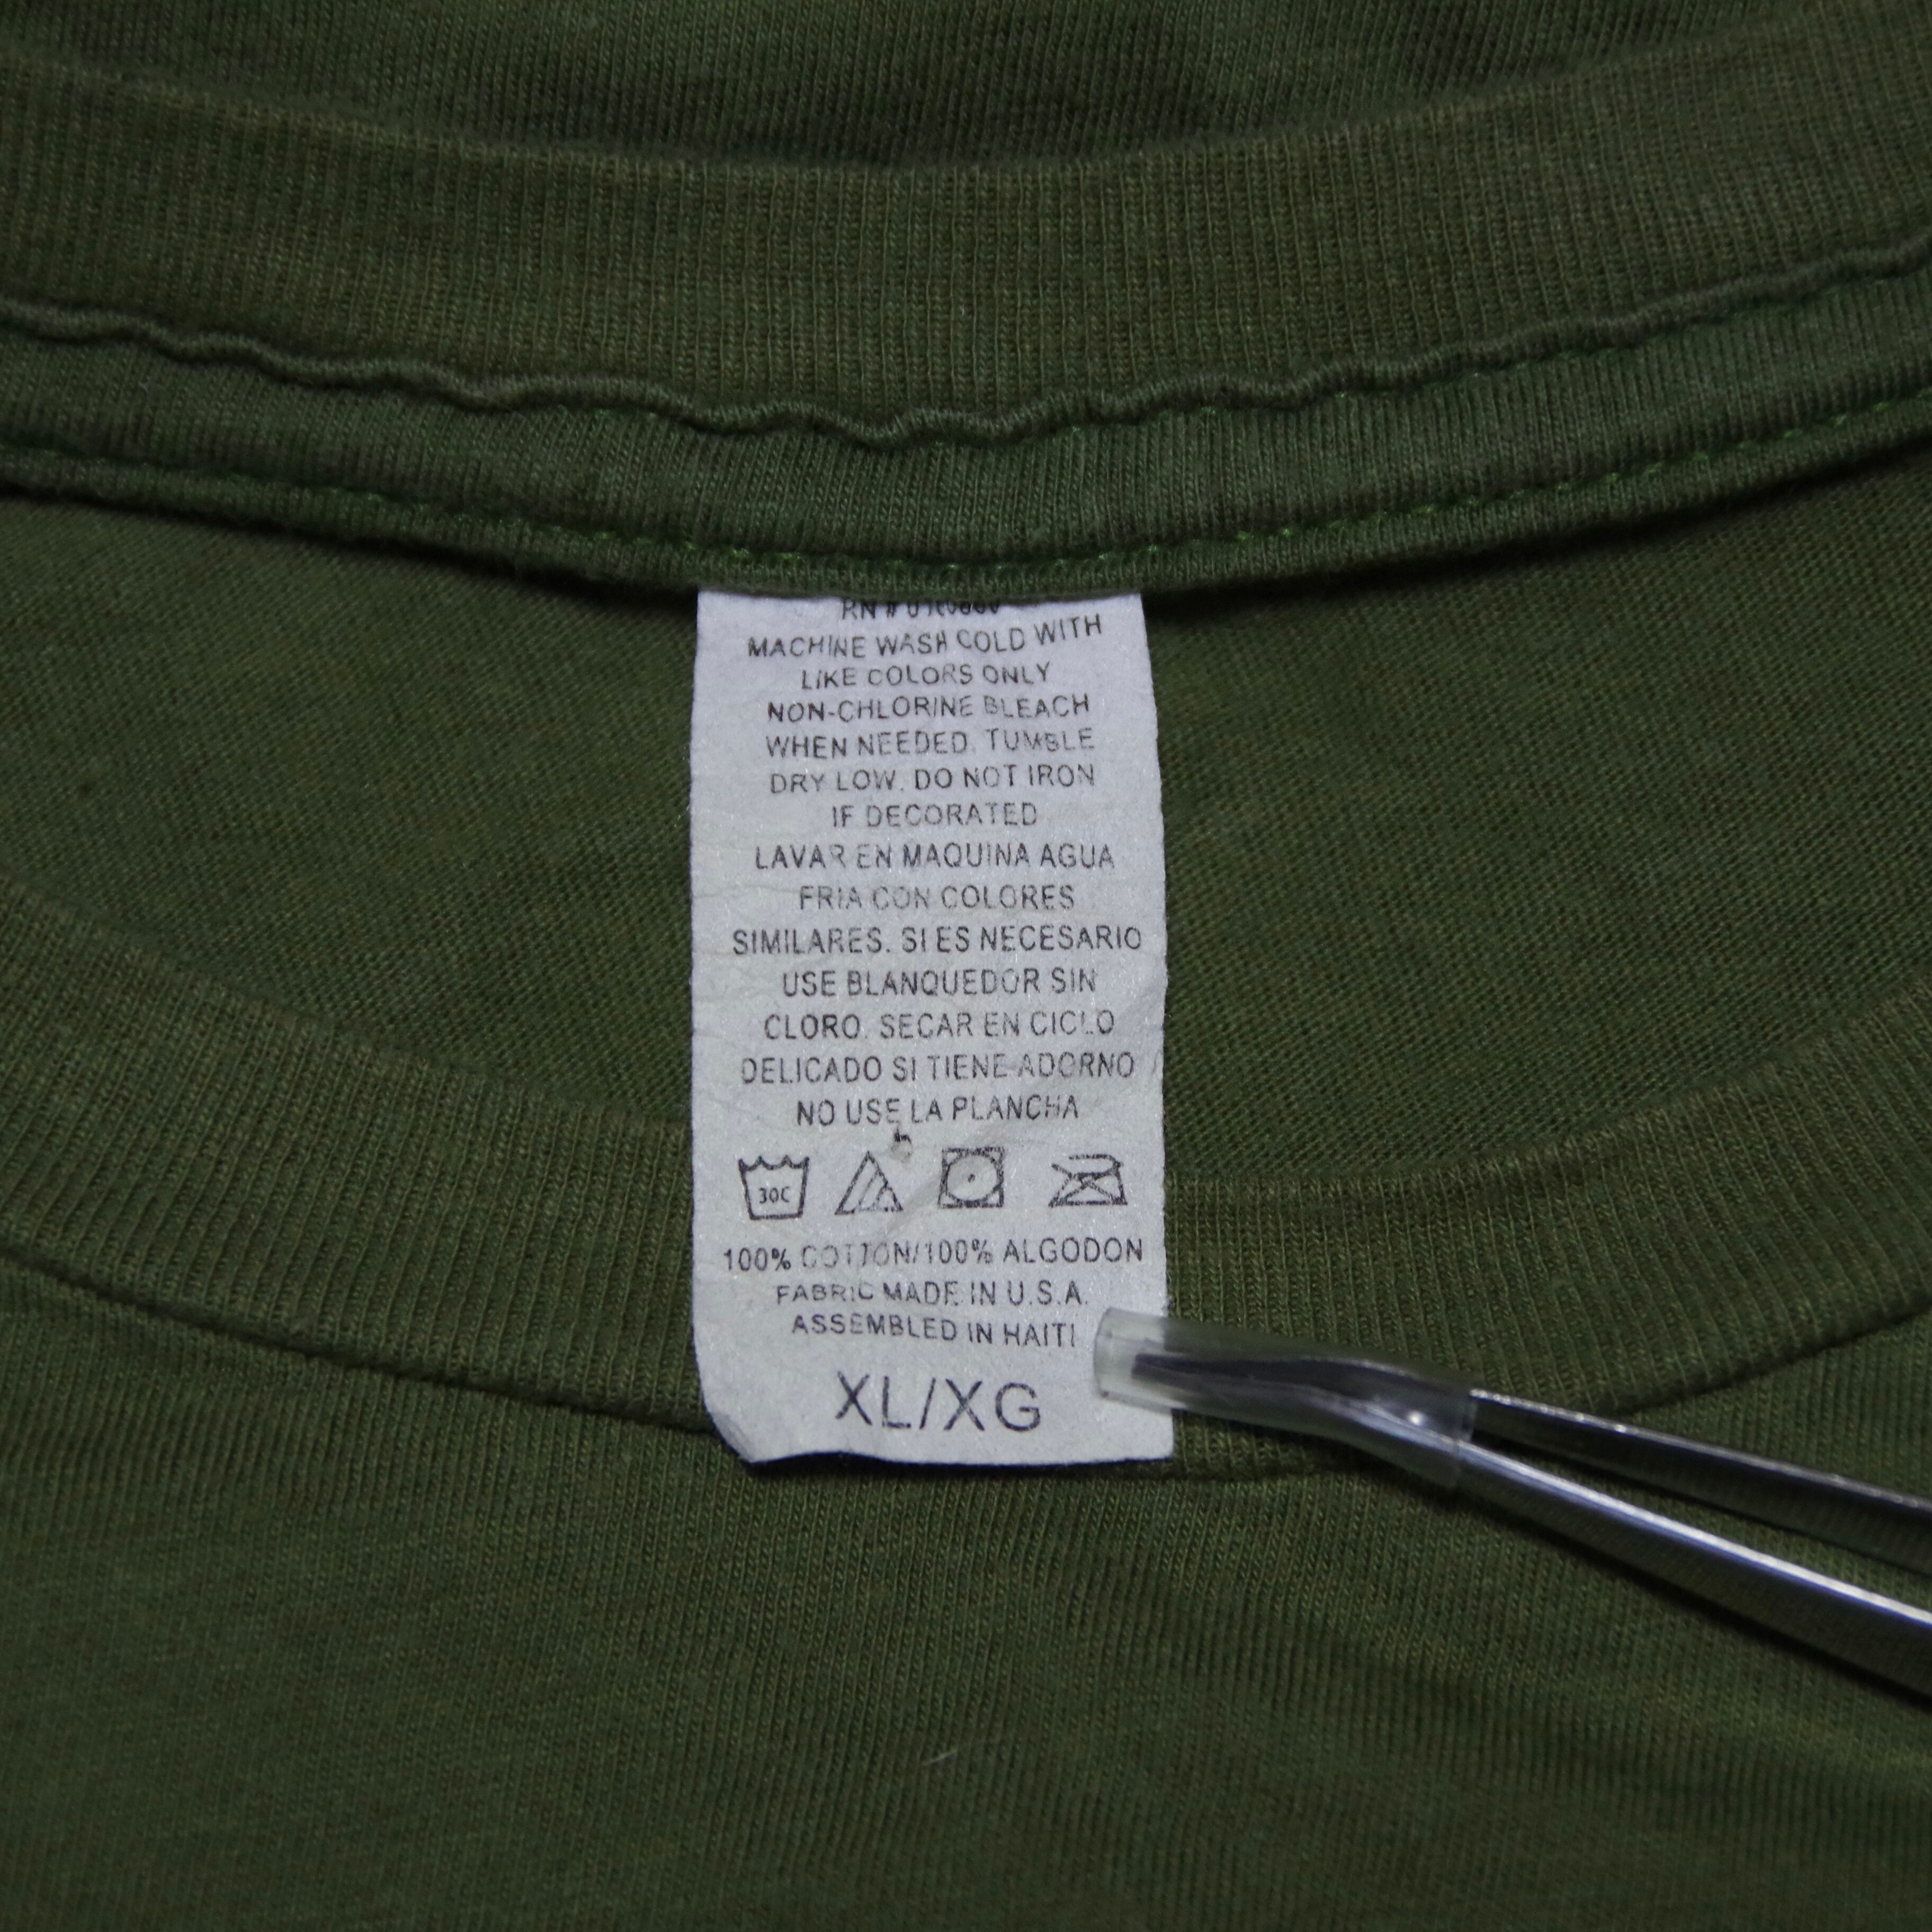 RN #
MACHINE WASH COLD WITH
LIKE COLORS ONLY
NON-CHLORINE BLEACH
WHEN NEEDED. TUMBLE
DRY LOW. DO NOT IRON
IF DECORATED
LAVAR EN MAQUINA AGUA
FRIA CON COLORES
SIMILARES. SI ES NECESARIO
USE BLANQUEDOR SIN
CLORO. SECAR EN CICLO
DELICADO SI TIENE ADORNO
NO USE LA PLANCHA
30C
100% COTTON/100% ALGODON
FABRIC MADE IN U.S.A.
ASSEMBLED IN HAITI
XL/XG